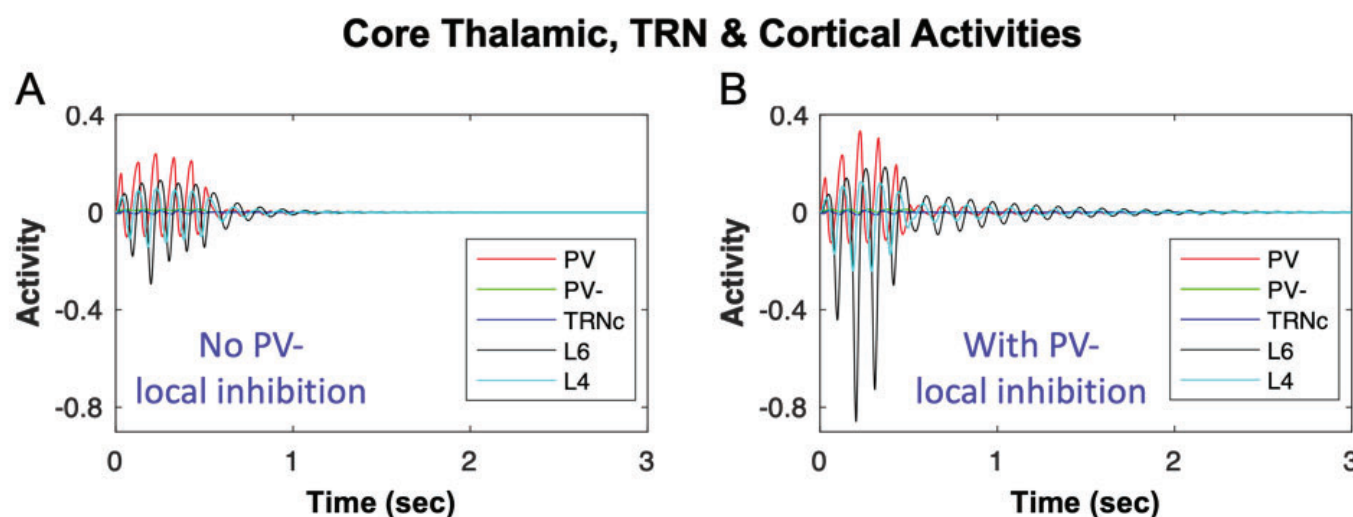 Core Thalamic, TRN & Cortical Activities
A
0.4
0
-0.4
-0.8
Activity
No PV-
local inhibition
PV
PV-
TRNc
L6
L4
0 1 2 3
Time (sec)
B
0.4
0
-0.4
-0.8
Activity
With PV-
local inhibition
PV
PV-
TRNc
L6
L4
0 1 2 3
Time (sec)